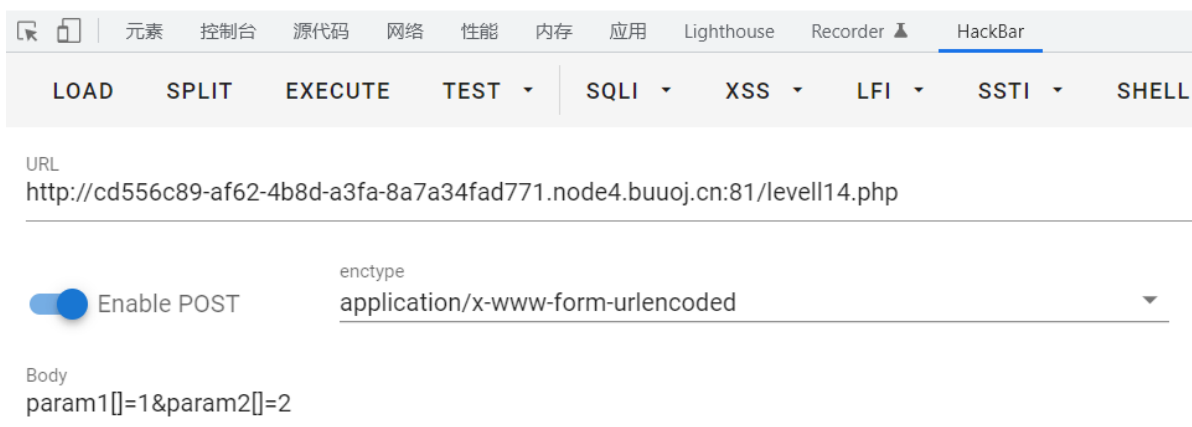 元素 控制台 源代码 网络 性能 内存 应用 Lighthouse Recorder HackBar
LOAD SPLIT EXECUTE TEST SQLI XSS LFI SSTI SHELL
URL
http://cd556c89-af62-4b8d-a3fa-8a7a34fad771.node4.buuoj.cn:81/levell14.php
enctype
Enable POST application/x-www-form-urlencoded
Body
param1[]=1&param2[]=2